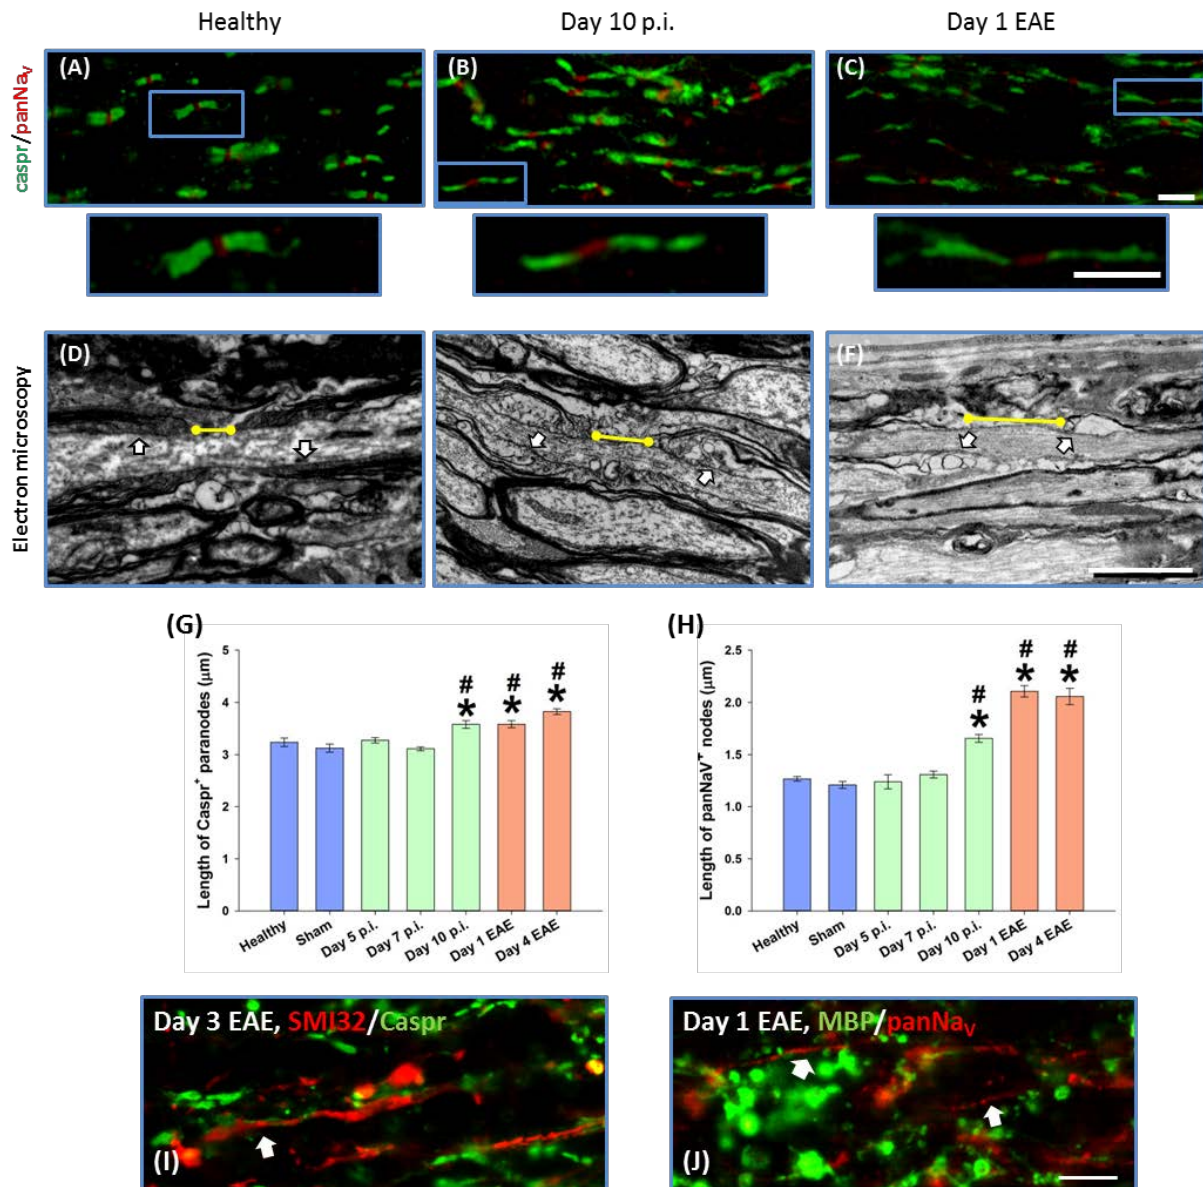 Healthy Day 10 p.i. Day 1 EAE
caspr/panNaV
(A) (B) (C)
Electron microscopy
(D) (F)
(G) (H)
Length of Caspr+ paranodes (μm)
5
4
3
2
1
0
# # #
* * *
Healthy Sham Day 5 p.i. Day 7 p.i. Day 10 p.i. Day 1 EAE Day 4 EAE
Length of panNaV+ nodes (μm)
2.5
2.0
1.5
1.0
0.5
0.0
# # #
* * *
Healthy Sham Day 5 p.i. Day 7 p.i. Day 10 p.i. Day 1 EAE Day 4 EAE
Day 3 EAE, SMI32/Caspr
(I)
Day 1 EAE, MBP/panNaV
(J)